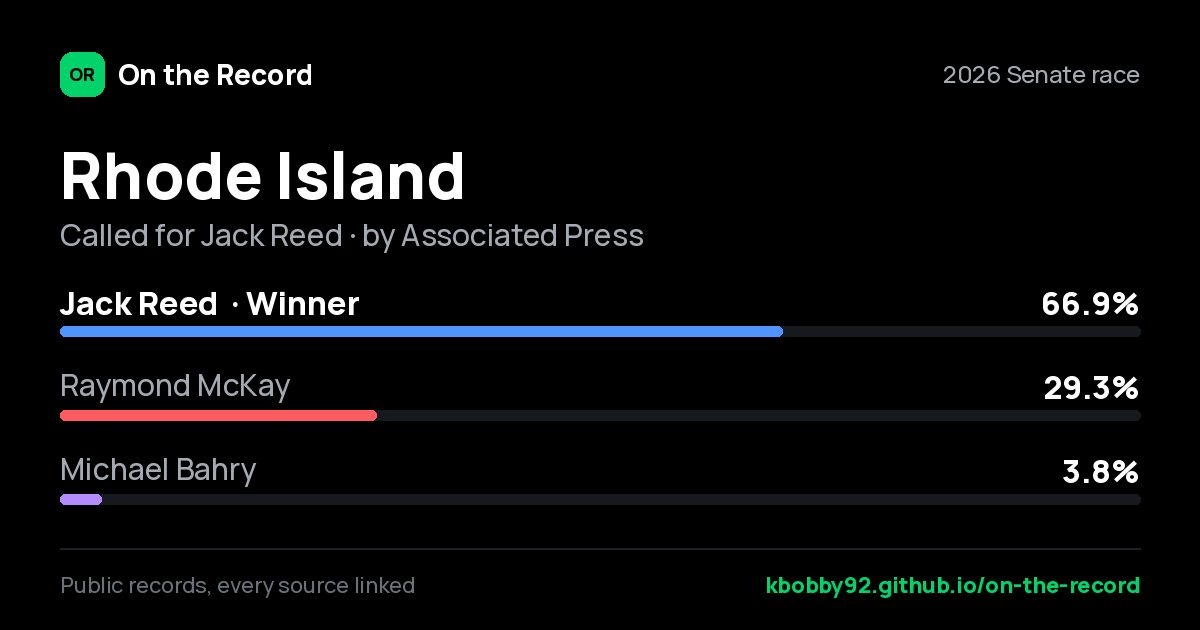 OR On the Record
2026 Senate race
Rhode Island
Called for Jack Reed · by Associated Press
Jack Reed · Winner 66.9%
Raymond McKay 29.3%
Michael Bahry 3.8%
Public records, every source linked
kbobby92.github.io/on-the-record